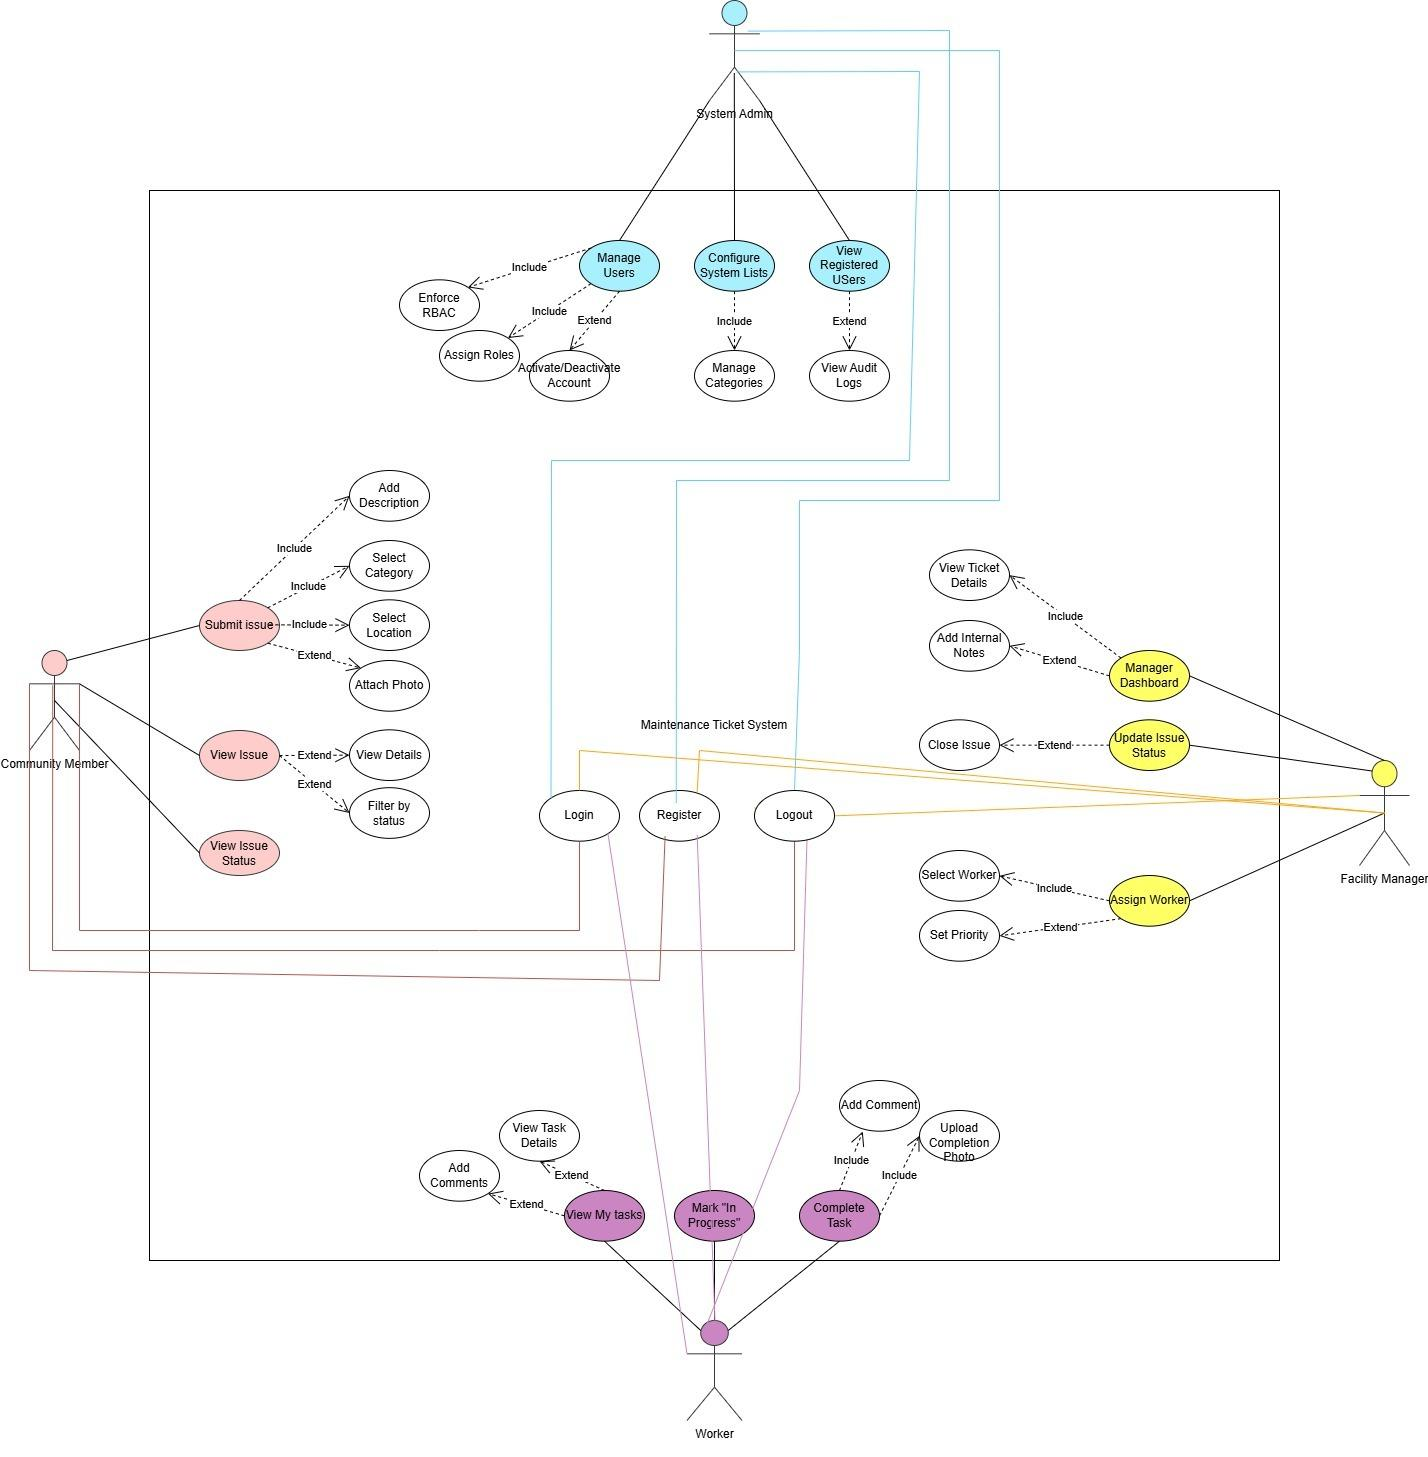 System Admin
Manage
Users
Configure
System Lists
View
Registered
USers
Include
Enforce
RBAC
Include
Extend
Include
Extend
Assign Roles
Activate/Deactivate
Account
Manage
Categories
View Audit
Logs
Add
Description
Include
Select
Category
Include
Submit issue
Include
Select
Location
Extend
Attach Photo
View Ticket
Details
Include
Add Internal
Notes
Extend
Manager
Dashboard
Maintenance Ticket System
Community Member
View Issue
Extend
View Details
Extend
Filter by
status
View Issue
Status
Close Issue
Extend
Update Issue
Status
Login
Register
Logout
Facility Manager
Select Worker
Include
Assign Worker
Set Priority
Extend
View Task
Details
Add
Comments
Extend
Extend
View My tasks
Mark "In
Progress"
Add Comment
Upload
Completion
Photo
Include
Include
Complete
Task
Worker